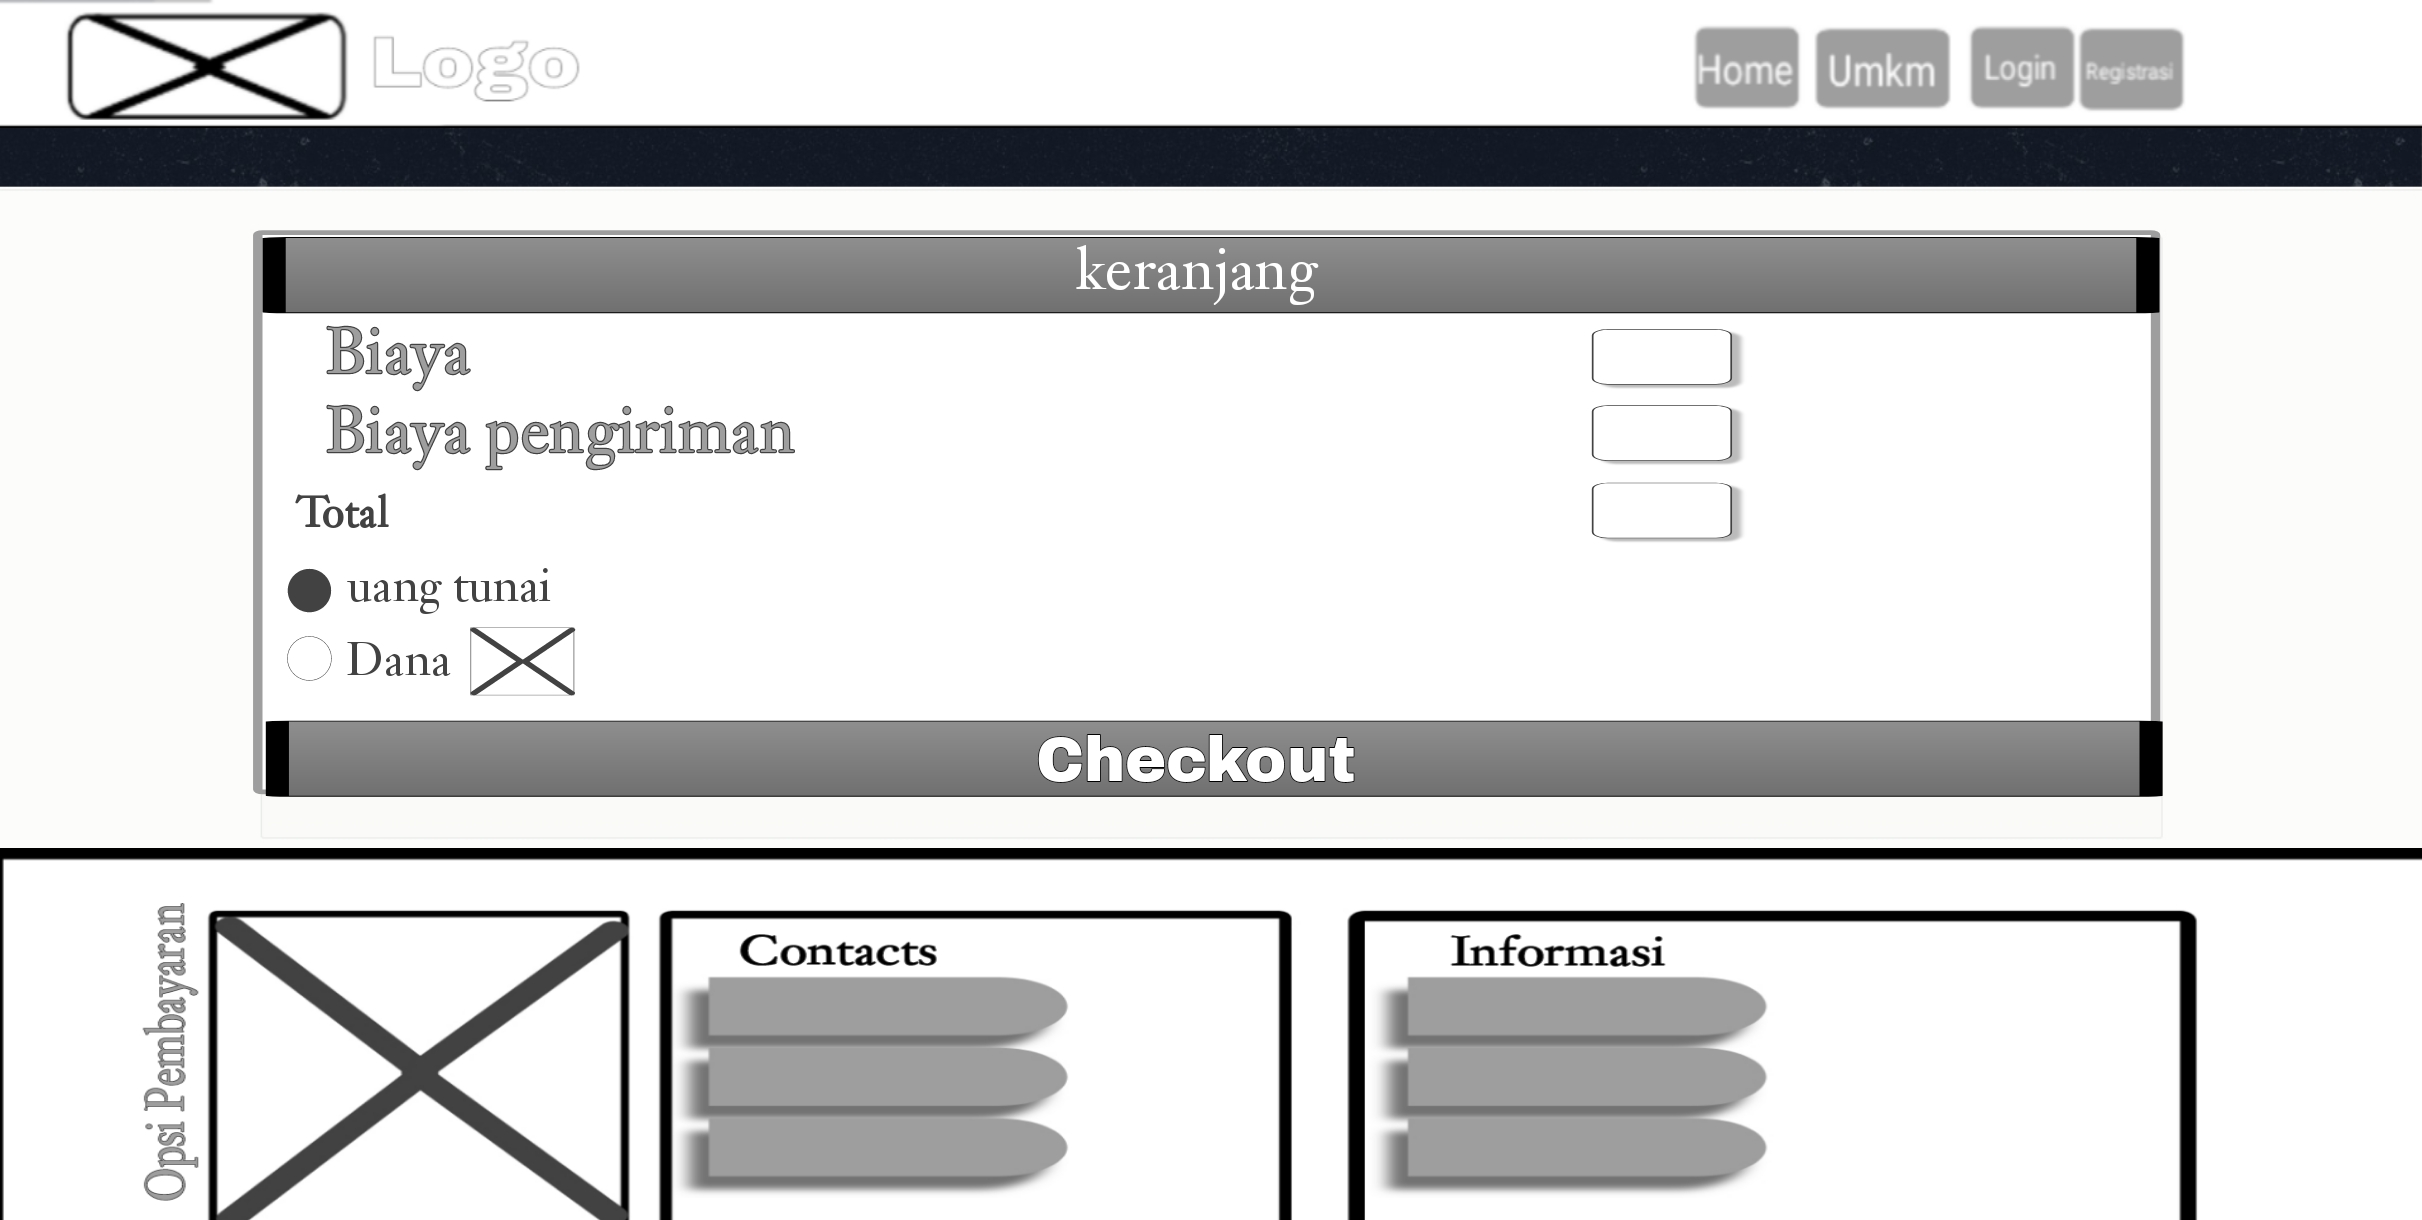 Logo
Home Umkm Login Registrasi
keranjang
Biaya
Biaya pengiriman
Total
uang tunai
Dana
Checkout
Opsi Pembayaran
Contacts
Informasi